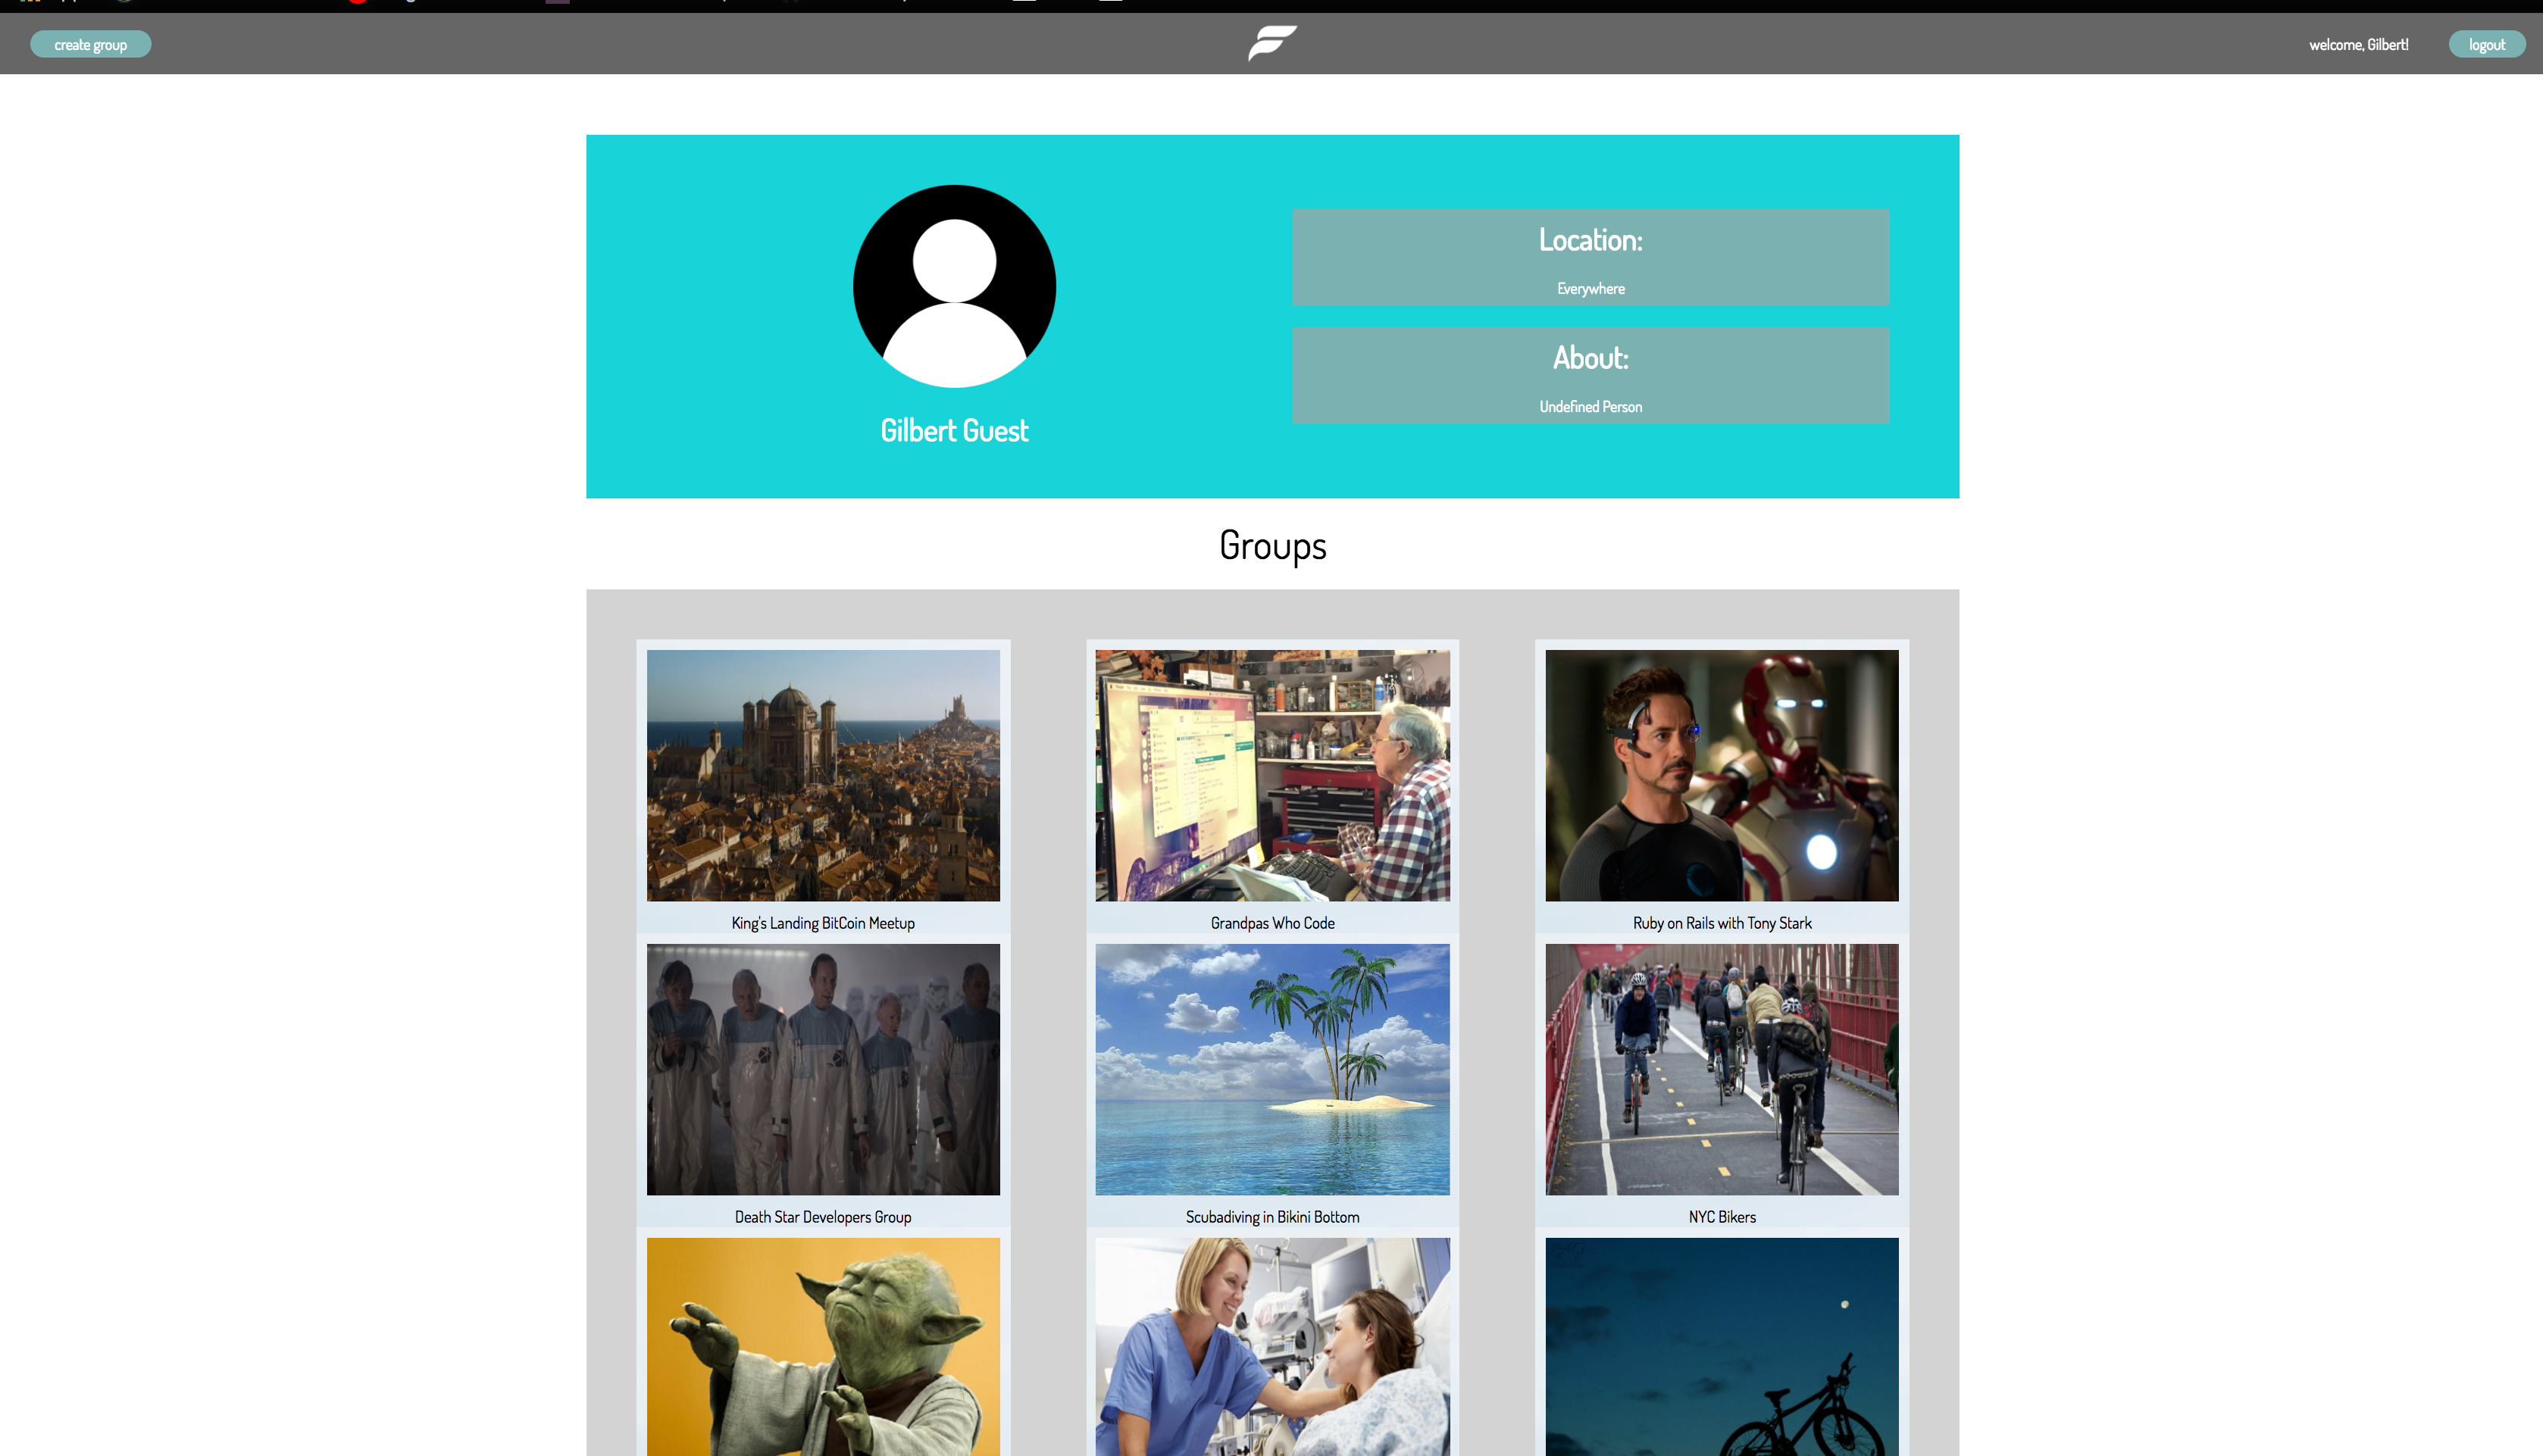 create group
welcome, Gilbert!
logout
Location:
Everywhere
About:
Undefined Person
Gilbert Guest
Groups
King's Landing BitCoin Meetup
Grandpas Who Code
Ruby on Rails with Tony Stark
Death Star Developers Group
Scubadiving in Bikini Bottom
NYC Bikers